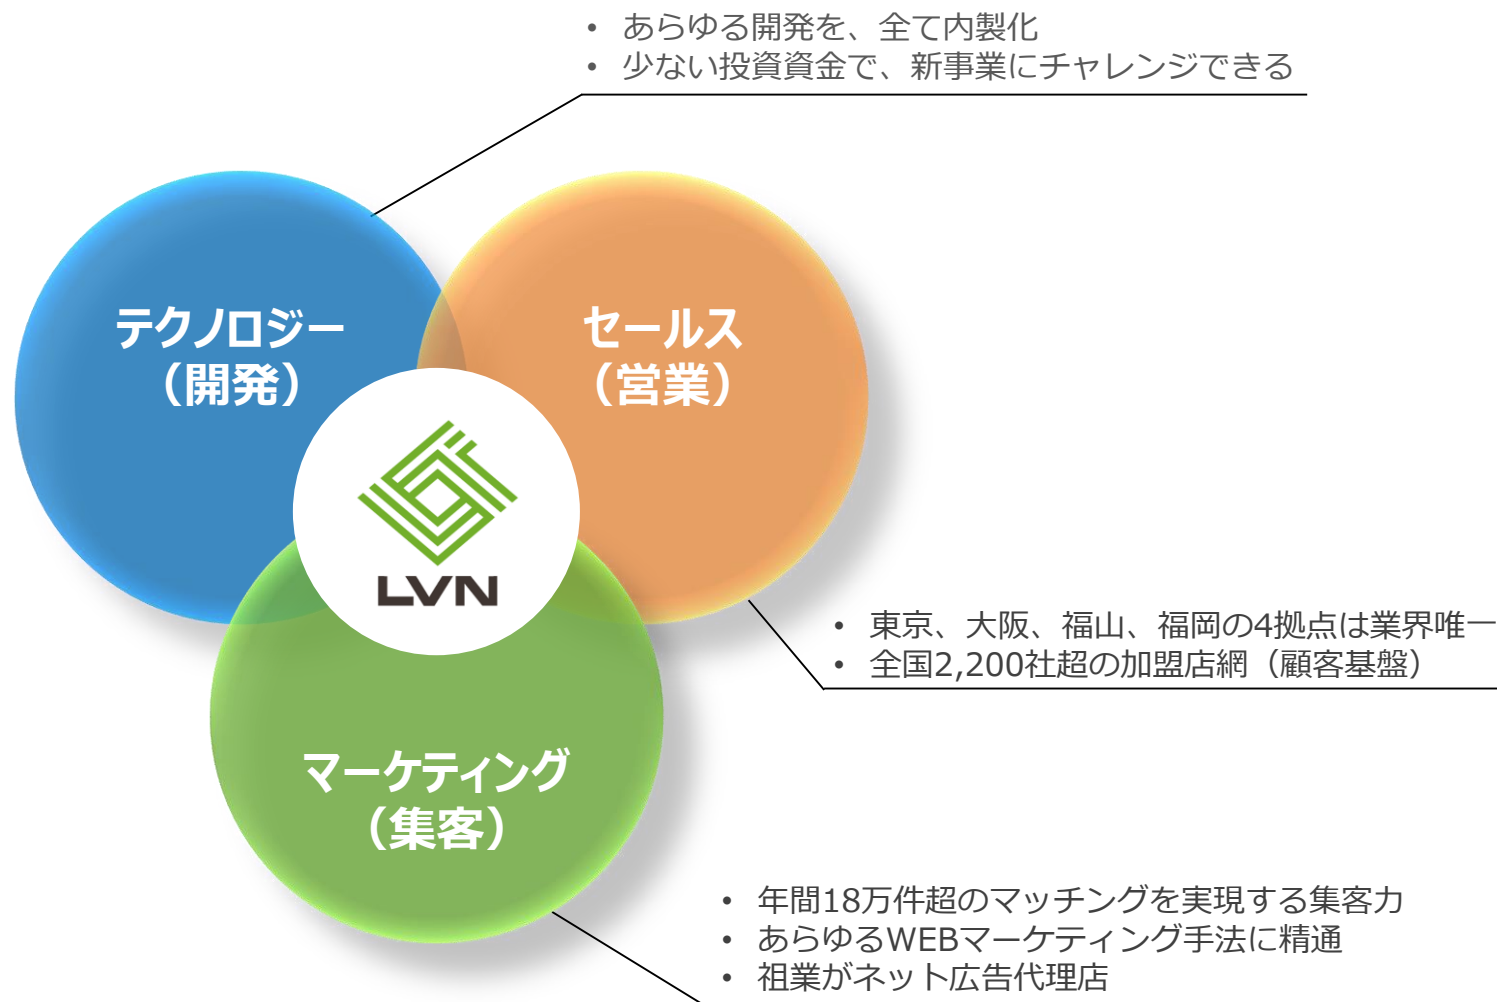 • あらゆる開発を、全て内製化
• 少ない投資資金で、新事業にチャレンジできる
テクノロジー
（開発）
セールス
（営業）
LVN
• 東京、大阪、福山、福岡の4拠点は業界唯一
• 全国2,200社超の加盟店網（顧客基盤）
マーケティング
（集客）
• 年間18万件超のマッチングを実現する集客力
• あらゆるWEBマーケティング手法に精通
• 祖業がネット広告代理店